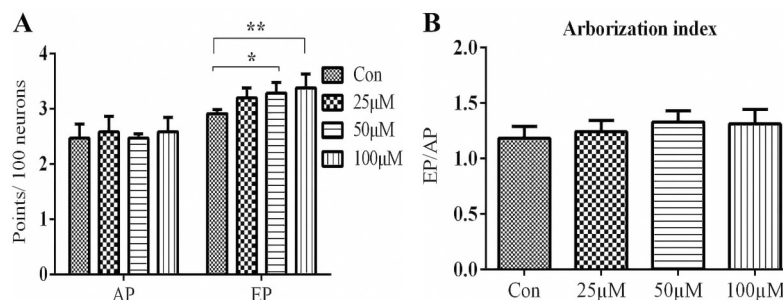 A
Points/ 100 neurons
4
3
2
1
0
**
*
Con
25μM
50μM
100μM
AP
EP
B
Arborization index
EP/AP
2.0
1.5
1.0
0.5
0.0
Con
25μM
50μM
100μM